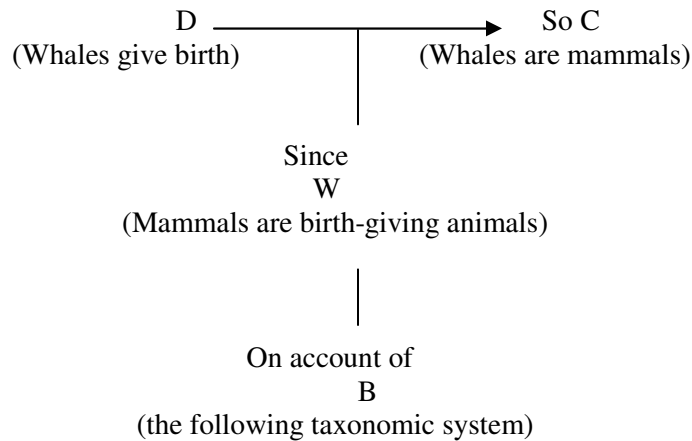 D So C
(Whales give birth) (Whales are mammals)
Since
W
(Mammals are birth-giving animals)
On account of
B
(the following taxonomic system)